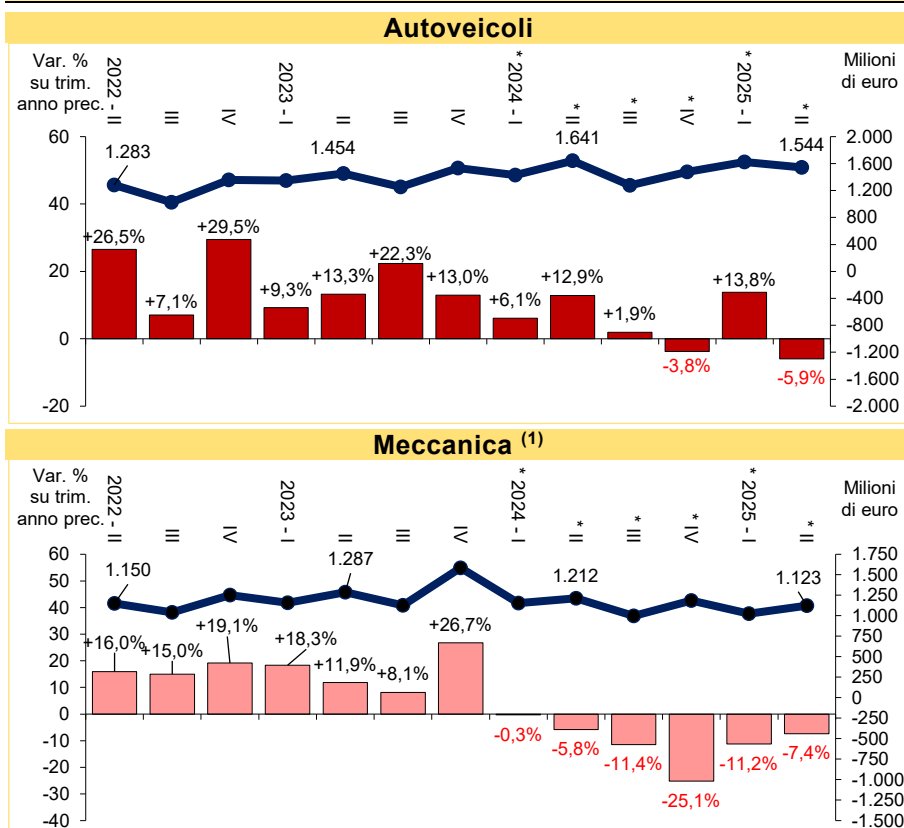 Autoveicoli
Var. %
su trim.
anno prec.
2022 - II
III
IV
2023 - I
II
III
IV
* 2024 - I
* II
* III
* IV
* 2025 - I
* II
Milioni
di euro
60
40
20
0
-20
2.000
1.600
1.200
800
400
0
-400
-800
-1.200
-1.600
-2.000
1.283
1.454
1.641
1.544
+26,5%
+7,1%
+29,5%
+9,3%
+13,3%
+22,3%
+13,0%
+6,1%
+12,9%
+1,9%
-3,8%
+13,8%
-5,9%
Meccanica (1)
Var. %
su trim.
anno prec.
2022 - II
III
IV
2023 - I
II
III
IV
* 2024 - I
* II
* III
* IV
* 2025 - I
* II
Milioni
di euro
60
50
40
30
20
10
0
-10
-20
-30
-40
1.750
1.500
1.250
1.000
750
500
250
0
-250
-500
-750
-1.000
-1.250
-1.500
1.150
1.287
1.212
1.123
+16,0%
+15,0%
+19,1%
+18,3%
+11,9%
+8,1%
+26,7%
-0,3%
-5,8%
-11,4%
-25,1%
-11,2%
-7,4%